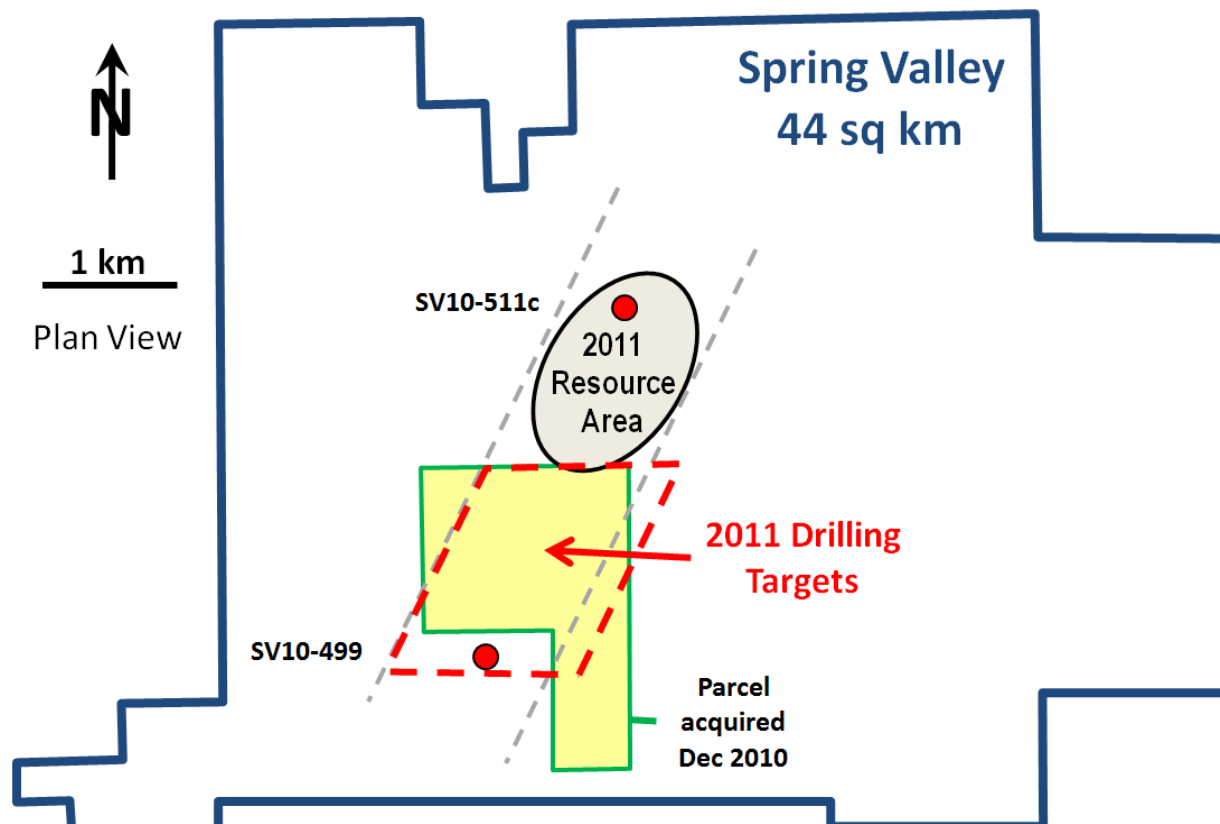 Spring Valley
44 sq km
N
1 km
Plan View
SV10-511c
2011
Resource
Area
2011 Drilling
Targets
SV10-499
Parcel
acquired
Dec 2010